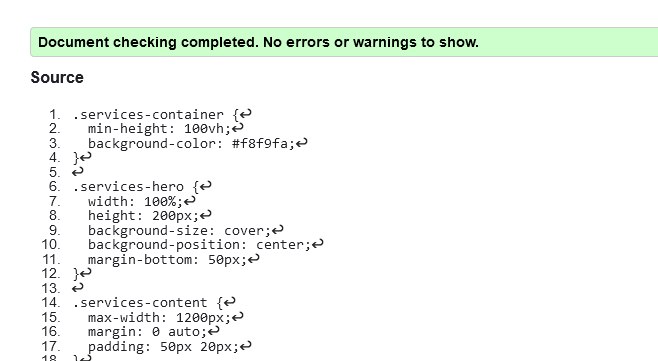 Document checking completed. No errors or warnings to show.
Source
1. .services-container {↩
2.   min-height: 100vh;↩
3.   background-color: #f8f9fa;↩
4. }↩
5. ↩
6. .services-hero {↩
7.   width: 100%;↩
8.   height: 200px;↩
9.   background-size: cover;↩
10.   background-position: center;↩
11.   margin-bottom: 50px;↩
12. }↩
13. ↩
14. .services-content {↩
15.   max-width: 1200px;↩
16.   margin: 0 auto;↩
17.   padding: 50px 20px;↩
18. }↩